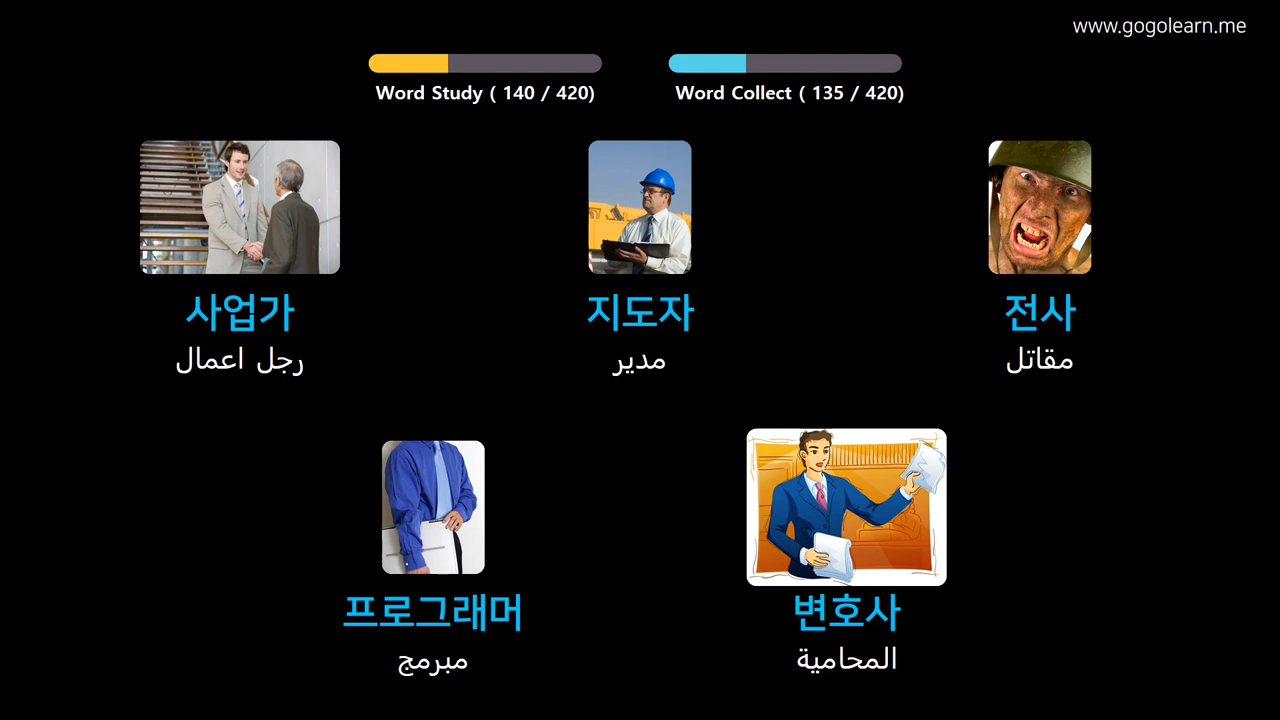 www.gogolearn.me
Word Study ( 140 / 420)
Word Collect ( 135 / 420)
사업가
رجل اعمال
지도자
مدير
전사
مقاتل
프로그래머
مبرمج
변호사
المحامية